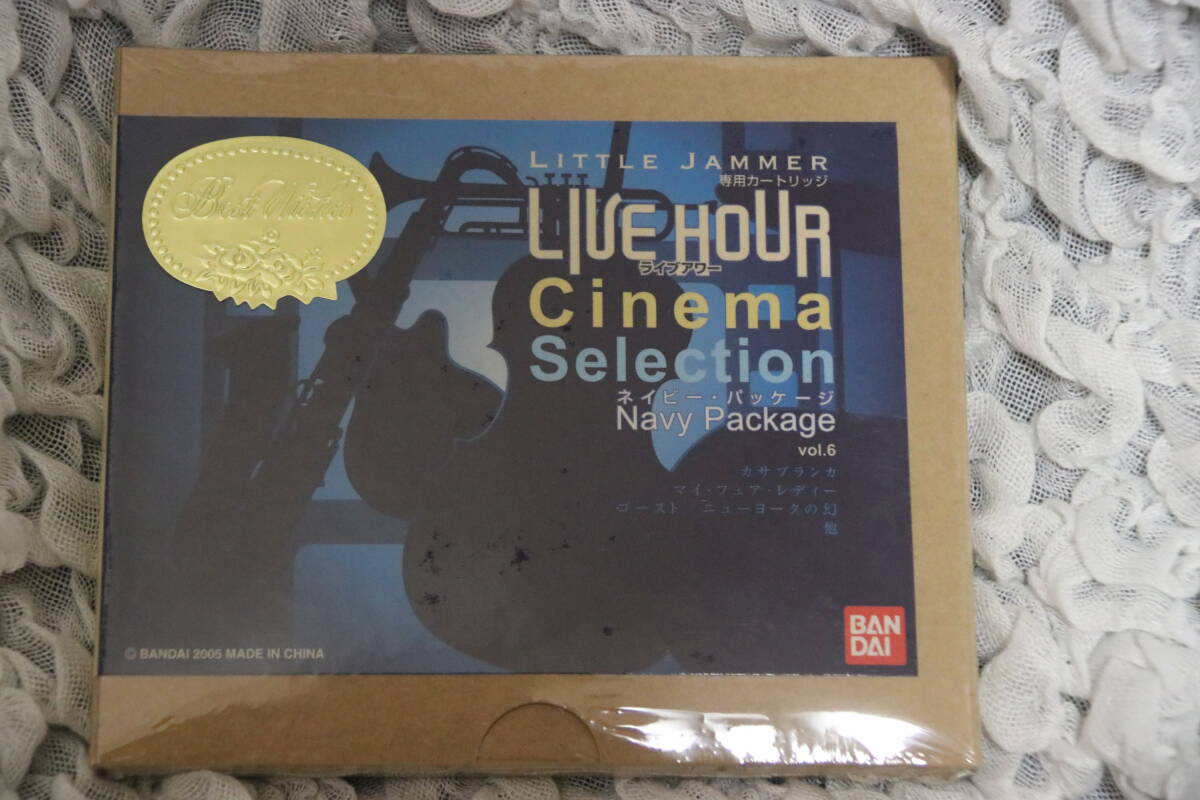 Best Wishes
LITTLE JAMMER
専用カートリッジ
LIVE HOUR
ライブアワー
Cinema
Selection
ネイビー・パッケージ
Navy Package
vol.6
カサブランカ
マイ・フェア・レディー
ゴースト ニューヨークの幻
他
© BANDAI 2005 MADE IN CHINA
BAN
DAI